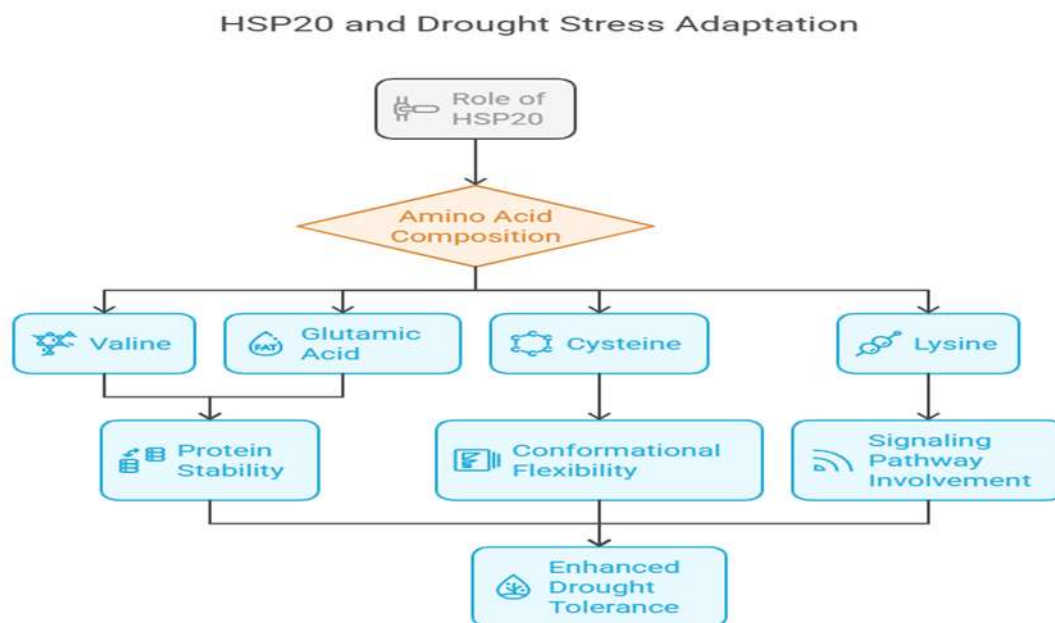 HSP20 and Drought Stress Adaptation
Role of
HSP20
Amino Acid
Composition
Valine
FAT
Glutamic
Acid
Cysteine
Lysine
Protein
Stability
Conformational
Flexibility
Signaling
Pathway
Involvement
Enhanced
Drought
Tolerance